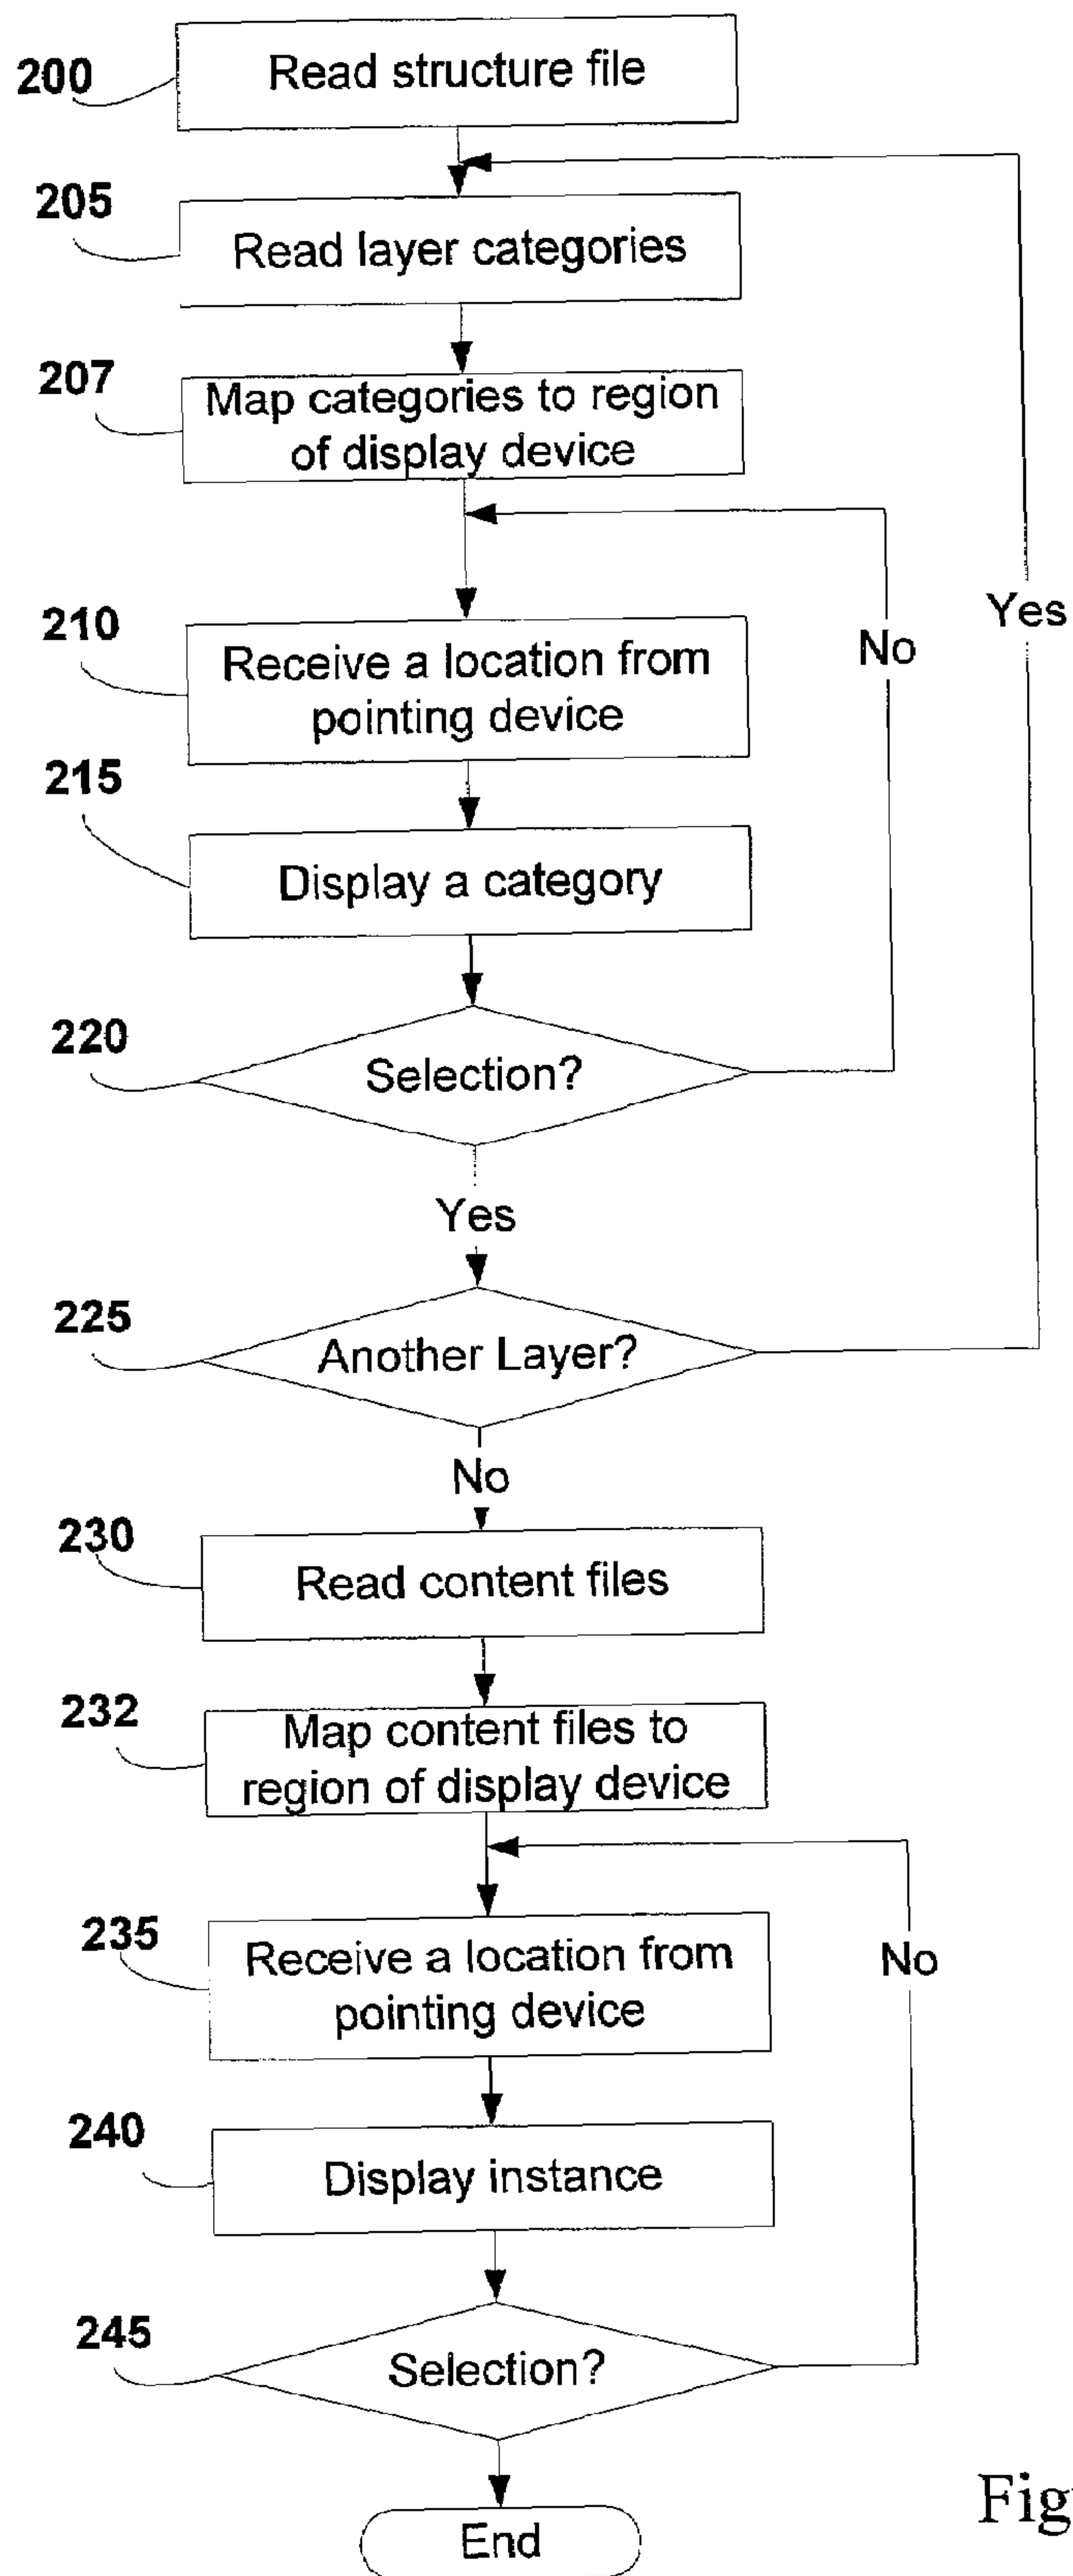 200
Read structure file
205
Read layer categories
207
Map categories to region
of display device
210
Receive a location from
pointing device
No
Yes
215
Display a category
220
Selection?
Yes
225
Another Layer?
No
230
Read content files
232
Map content files to
region of display device
235
Receive a location from
pointing device
No
240
Display instance
245
Selection?
End
Fig